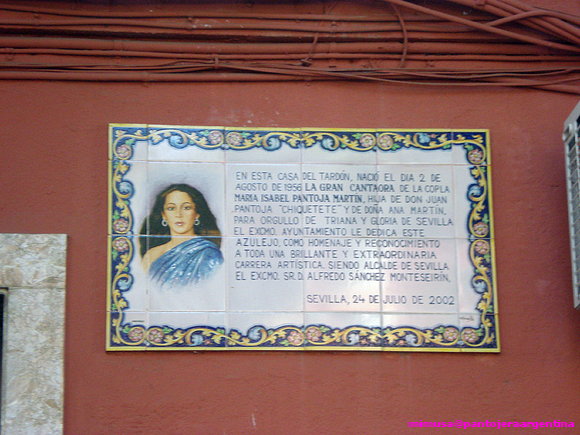 EN ESTA CASA DEL TARDÓN, NACIÓ EL DIA 2 DE
AGOSTO DE 1956 LA GRAN CANTAORA DE LA COPLA
MARIA ISABEL PANTOJA MARTIN, HIJA DE DON JUAN
PANTOJA "CHIQUETETE" Y DE DOÑA ANA MARTIN,
PARA ORGULLO DE TRIANA Y GLORIA DE SEVILLA
EL EXCMO. AYUNTAMIENTO LE DEDICA ESTE
AZULEJO, COMO HOMENAJE Y RECONOCIMIENTO
A TODA UNA BRILLANTE Y EXTRAORDINARIA
CARRERA ARTÍSTICA. SIENDO ALCALDE DE SEVILLA
EL EXCMO. SR. D. ALFREDO SÁNCHEZ MONTESEIRÍN,
SEVILLA, 24 DE JULIO DE 2002